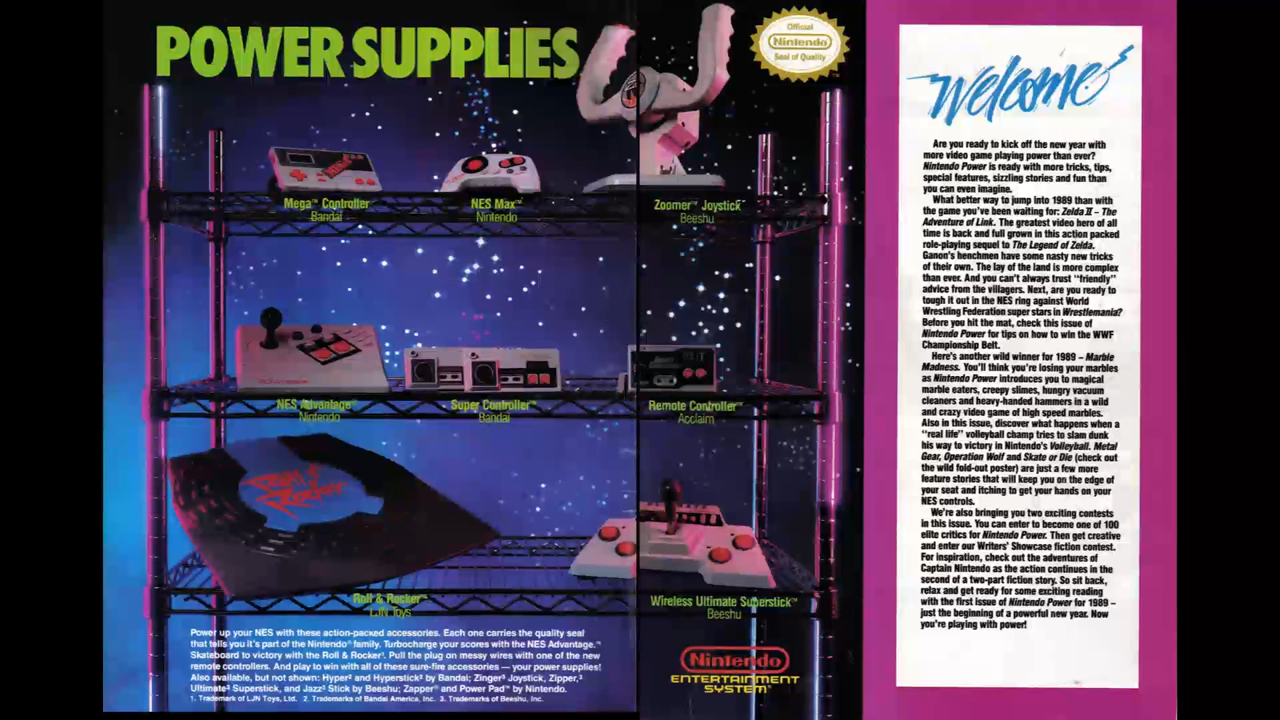 POWER SUPPLIES
Official
Nintendo
Seal of Quality
Mega™ Controller
Bandai
NES Max™
Nintendo
Zoomer™ Joystick
Beeshu
NES Advantage™
Nintendo
Super Controller™
Bandai
Remote Controller™
Acclaim
Roll & Rocker
Roll & Rocker™
LJN Toys
Wireless Ultimate Superstick™
Beeshu
Power up your NES with these action-packed accessories. Each one carries the quality seal
that tells you it's part of the Nintendo® family. Turbocharge your scores with the NES Advantage.™
Skateboard to victory with the Roll & Rocker¹. Pull the plug on messy wires with one of the new
remote controllers. And play to win with all of these sure-fire accessories — your power supplies!
Also available, but not shown: Hyper² and Hyperstick² by Bandai; Zinger³ Joystick, Zipper,³
Ultimate³ Superstick, and Jazz³ Stick by Beeshu; Zapper® and Power Pad™ by Nintendo.
1. Trademark of LJN Toys, Ltd. 2. Trademarks of Bandai America, Inc. 3. Trademarks of Beeshu, Inc.
Nintendo
ENTERTAINMENT
SYSTEM®
Welcome
Are you ready to kick off the new year with
more video game playing power than ever?
Nintendo Power is ready with more tricks, tips,
special features, sizzling stories and fun than
you can even imagine.
What better way to jump into 1989 than with
the game you've been waiting for: Zelda II – The
Adventure of Link. The greatest video hero of all
time is back and full grown in this action packed
role-playing sequel to The Legend of Zelda.
Ganon's henchmen have some nasty new tricks
of their own. The lay of the land is more complex
than ever. And you can't always trust "friendly"
advice from the villagers. Next, are you ready to
tough it out in the NES ring against World
Wrestling Federation super stars in Wrestlemania?
Before you hit the mat, check this issue of
Nintendo Power for tips on how to win the WWF
Championship Belt.
Here's another wild winner for 1989 – Marble
Madness. You'll think you're losing your marbles
as Nintendo Power introduces you to magical
marble eaters, creepy slimes, hungry vacuum
cleaners and heavy-handed hammers in a wild
and crazy video game of high speed marbles.
Also in this issue, discover what happens when a
"real life" volleyball champ tries to slam dunk
his way to victory in Nintendo's Volleyball. Metal
Gear, Operation Wolf and Skate or Die (check out
the wild fold-out poster) are just a few more
feature stories that will keep you on the edge of
your seat and itching to get your hands on your
NES controls.
We're also bringing you two exciting contests
in this issue. You can enter to become one of 100
elite critics for Nintendo Power. Then get creative
and enter our Writers' Showcase fiction contest.
For inspiration, check out the adventures of
Captain Nintendo as the action continues in the
second of a two-part fiction story. So sit back,
relax and get ready for some exciting reading
with the first issue of Nintendo Power for 1989 –
just the beginning of a powerful new year. Now
you're playing with power!